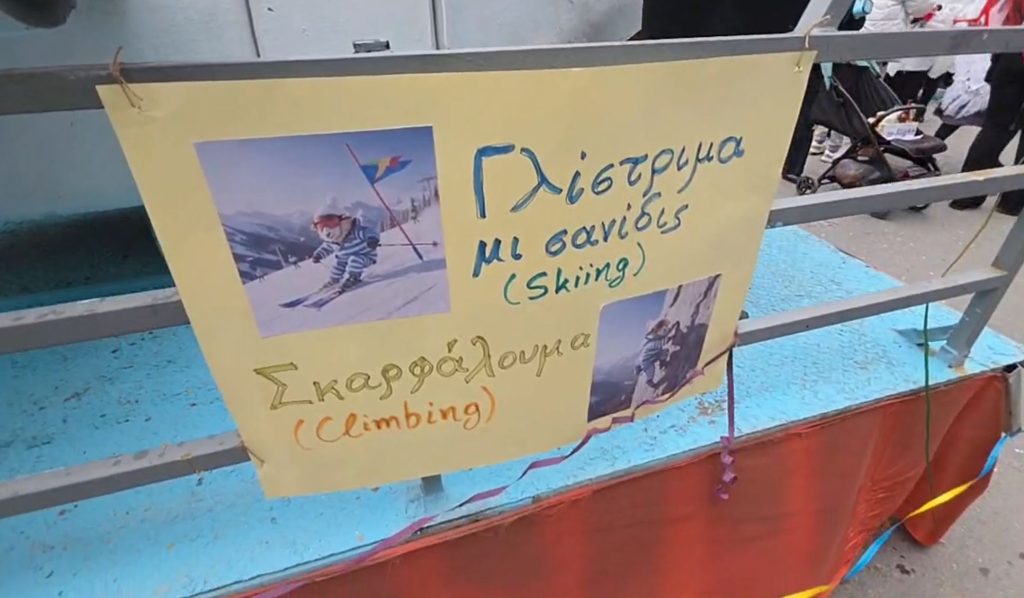 Γλίστριμα
μι σανίδις
(Skiing)
Σκαρφάλουμα
(Climbing)